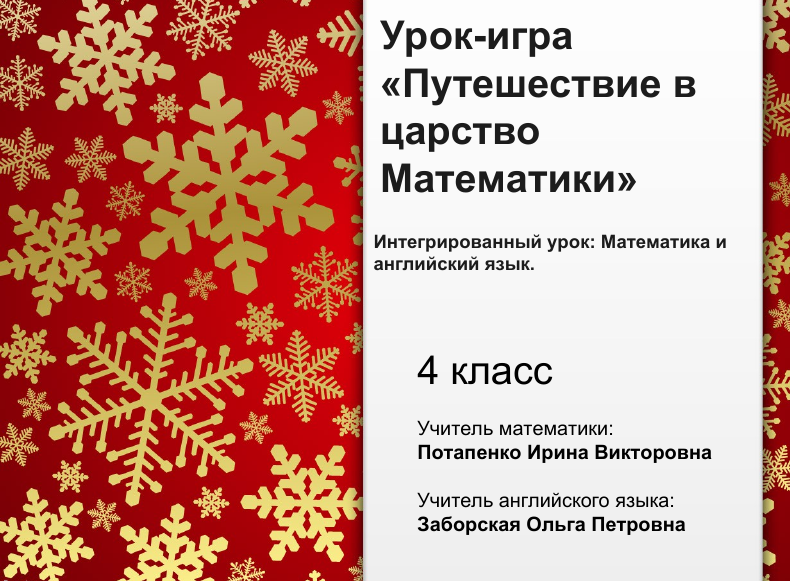 Урок-игра
«Путешествие в
царство
Математики»
Интегрированный урок: Математика и
английский язык.
4 класс
Учитель математики:
Потапенко Ирина Викторовна
Учитель английского языка:
Заборская Ольга Петровна